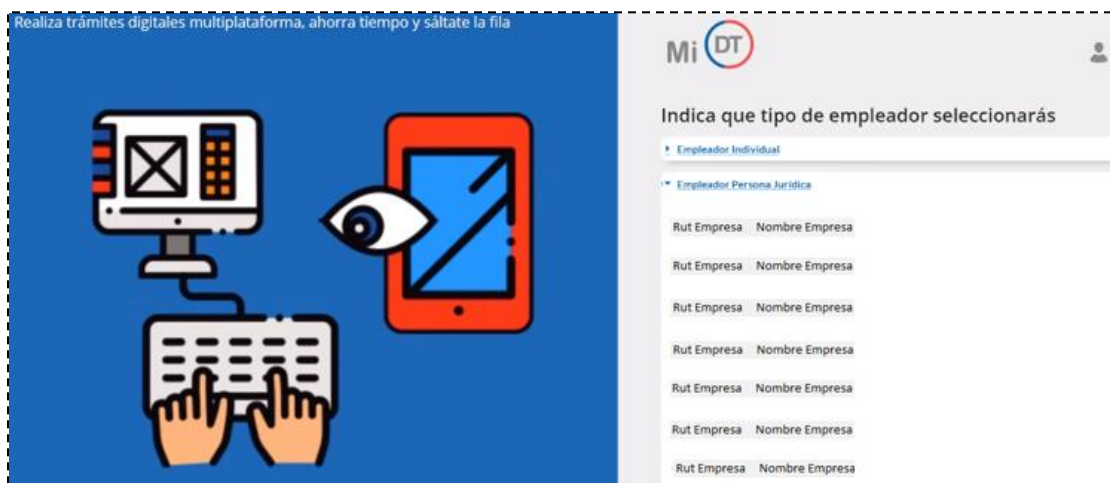 Realiza trámites digitales multiplataforma, ahorra tiempo y sáltate la fila
Mi DT
Indica que tipo de empleador seleccionarás
Empleador Individual
Empleador Persona Jurídica
Rut Empresa Nombre Empresa
Rut Empresa Nombre Empresa
Rut Empresa Nombre Empresa
Rut Empresa Nombre Empresa
Rut Empresa Nombre Empresa
Rut Empresa Nombre Empresa
Rut Empresa Nombre Empresa